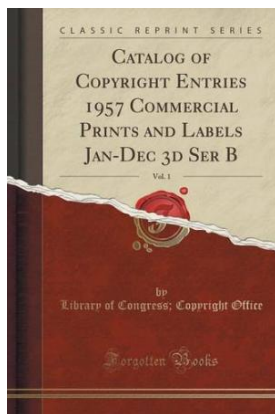 CLASSIC REPRINT SERIES
CATALOG OF
COPYRIGHT ENTRIES
1957 COMMERCIAL
PRINTS AND LABELS
JAN-DEC 3D SER B
Vol. 1
by
Library of Congress; Copyright Office
Forgotten Books